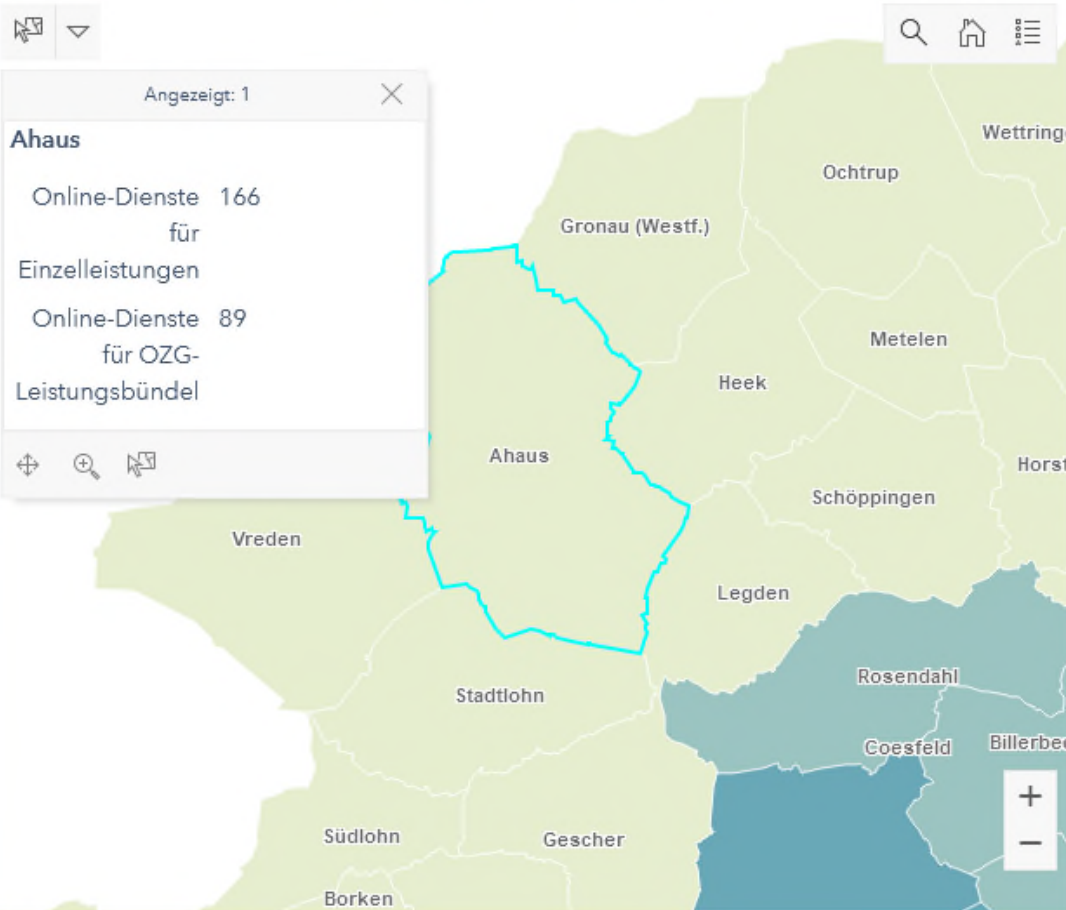 Angezeigt: 1
Ahaus
Online-Dienste 166
für
Einzelleistungen
Online-Dienste 89
für OZG-
Leistungsbündel
Wettring
Ochtrup
Gronau (Westf.)
Metelen
Heek
Ahaus
Horst
Schöppingen
Vreden
Legden
Rosendahl
Stadtlohn
Billerbe
Coesfeld
+
−
Südlohn
Gescher
Borken